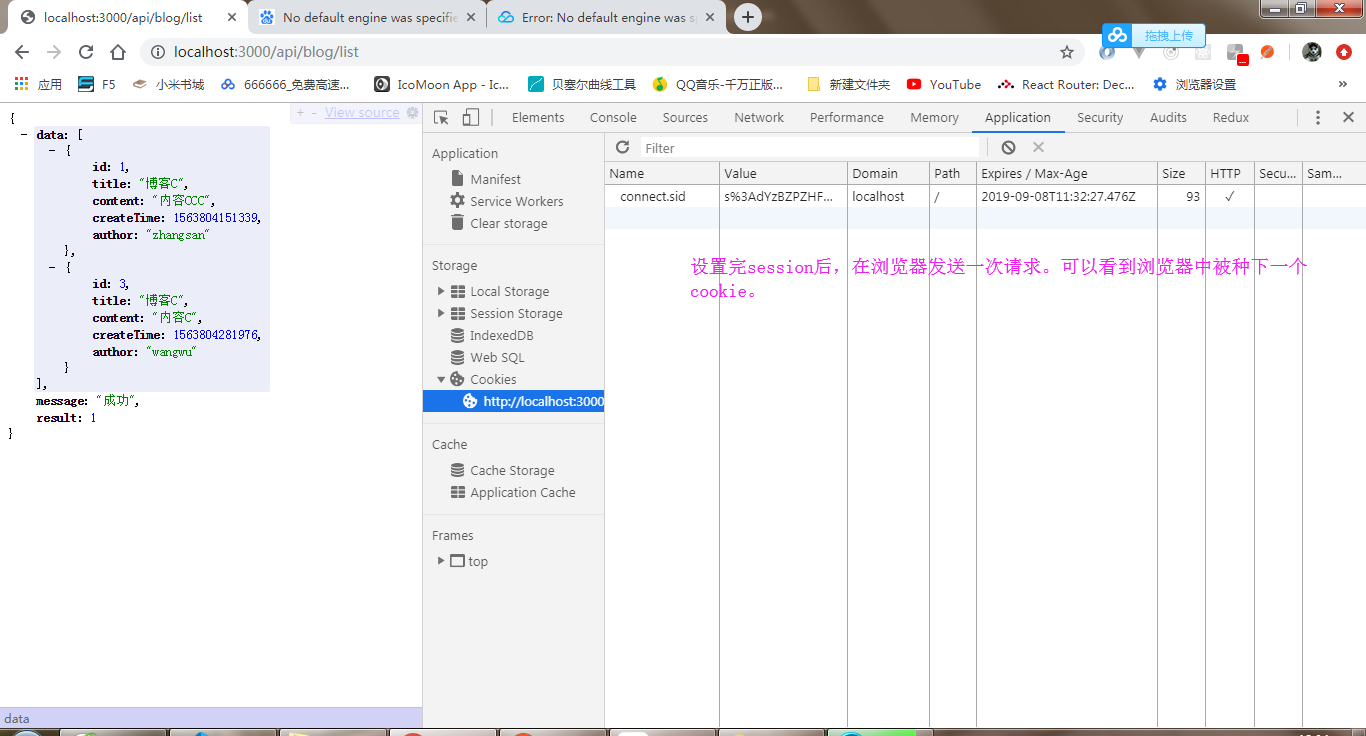 localhost:3000/api/blog/list
No default engine was specifie
Error: No default engine was s
localhost:3000/api/blog/list
拖拽上传
应用
F5
小米书城
666666_免费高速...
IcoMoon App - Ic...
贝塞尔曲线工具
QQ音乐-千万正版...
新建文件夹
YouTube
React Router: Dec...
浏览器设置
»
+ - View source
{
- data: [
- {
id: 1,
title: "博客C",
content: "内容CCC",
createTime: 1563804151339,
author: "zhangsan"
},
- {
id: 3,
title: "博客C",
content: "内容C",
createTime: 1563804281976,
author: "wangwu"
}
],
message: "成功",
result: 1
}
data
Elements Console Sources Network Performance Memory Application Security Audits Redux
Application
Manifest
Service Workers
Clear storage
Storage
Local Storage
Session Storage
IndexedDB
Web SQL
Cookies
http://localhost:3000
Cache
Cache Storage
Application Cache
Frames
top
Filter
Name Value Domain Path Expires / Max-Age Size HTTP Secu... Sam...
connect.sid s%3AdYzBZPZHF... localhost / 2019-09-08T11:32:27.476Z 93 ✓
设置完session后，在浏览器发送一次请求。可以看到浏览器中被种下一个
cookie。